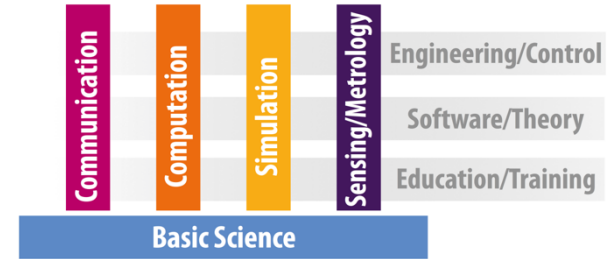 Communication
Computation
Simulation
Sensing/Metrology
Engineering/Control
Software/Theory
Education/Training
Basic Science